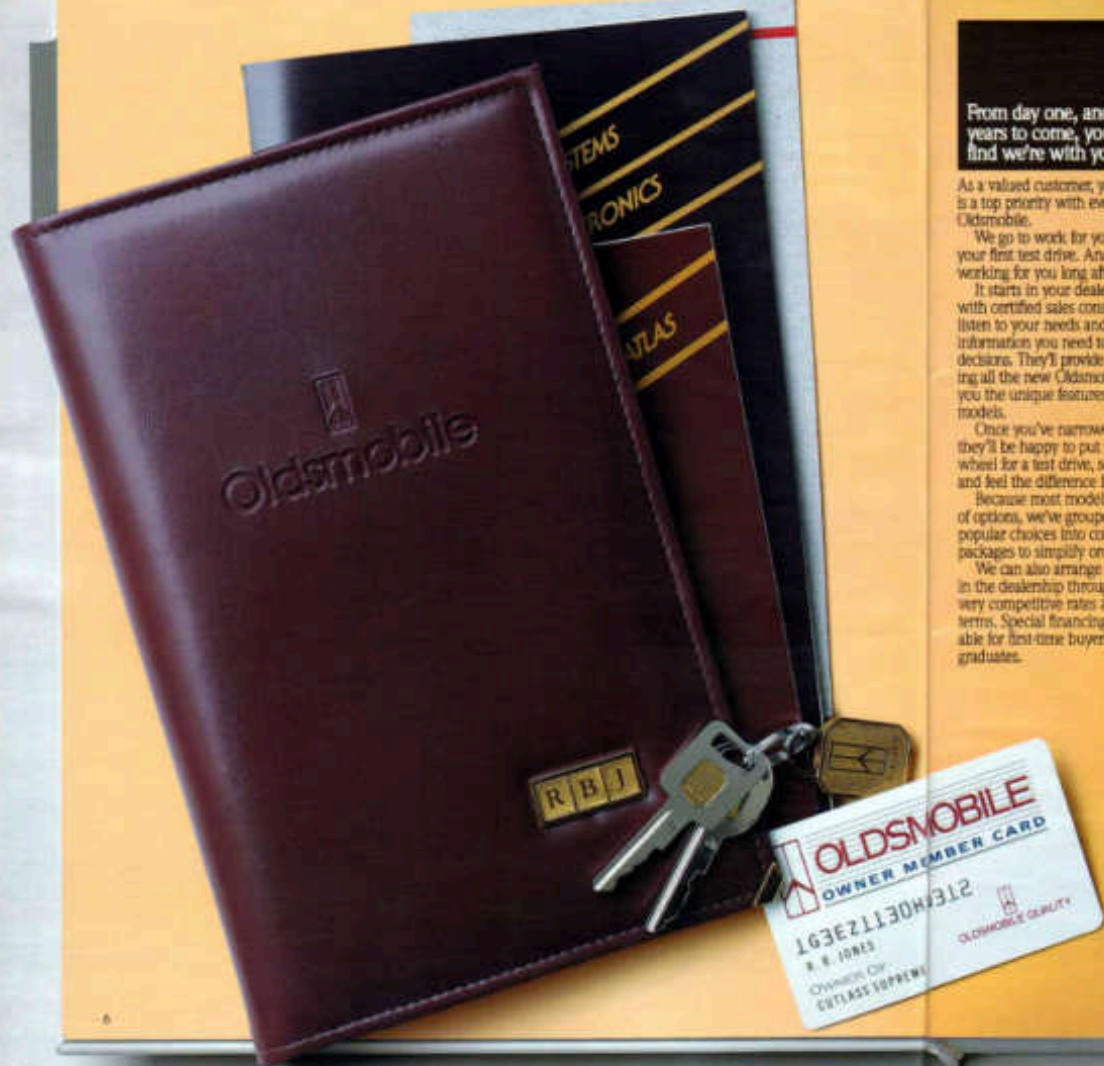 STEMS
RONICS
ATLAS
Oldsmobile
R B J
OLDSMOBILE
OWNER MEMBER CARD
R. B. JONES
OWNER OF
CUTLASS SUPREME
OLDSMOBILE QUALITY
6
From day one, and
years to come, you
find we're with yo
As a valued customer, y
is a top priority with eve
Oldsmobile.
We go to work for yo
your first test drive. An
working for you long aft
It starts in your deale
with certified sales cons
listen to your needs and
information you need to
decisions. They'll provide
ing all the new Oldsmo
you the unique features
models.
Once you've narrowe
they'll be happy to put
wheel for a test drive, s
and feel the difference
Because most model
of options, we've groupe
popular choices into co
packages to simplify or
We can also arrange
in the dealership throug
very competitive rates
terms. Special financing
able for first-time buyer
graduates.